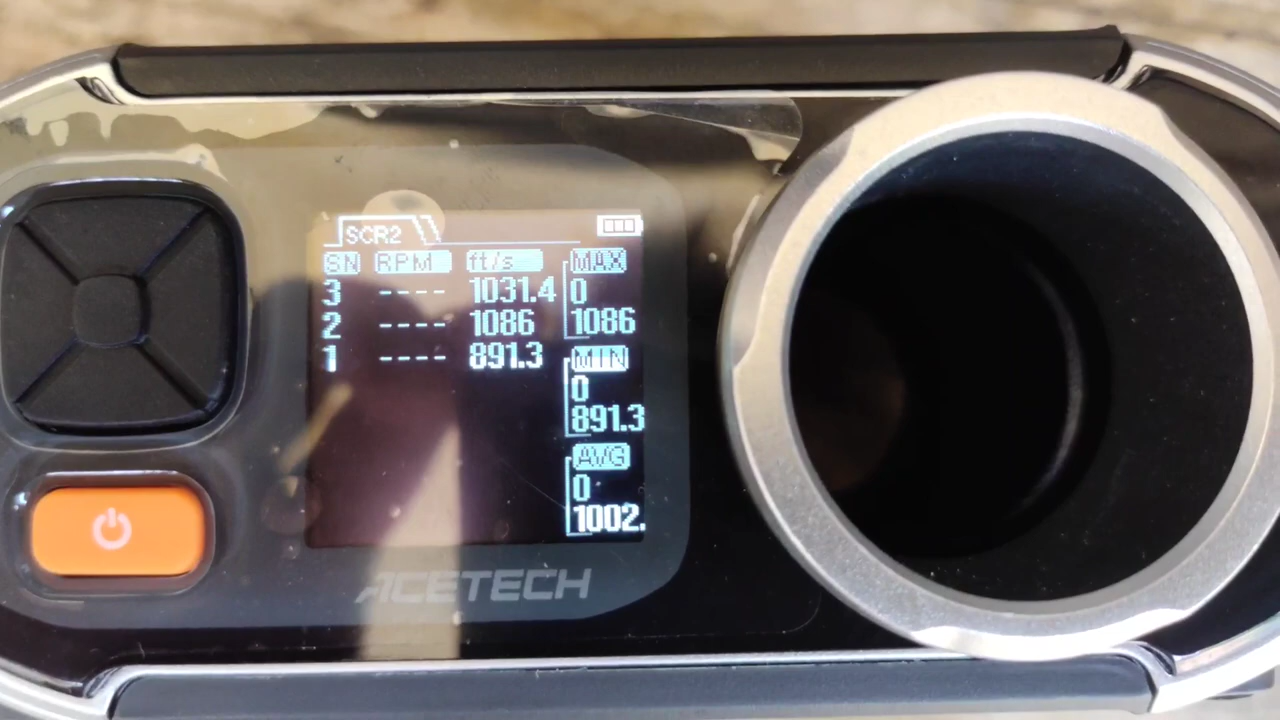 SCR2
SN RPM ft/s MAX
3 ---- 1031.4 0
2 ---- 1086 1086
1 ---- 891.3 MIN
0
891.3
AVG
0
1002.
ACETECH